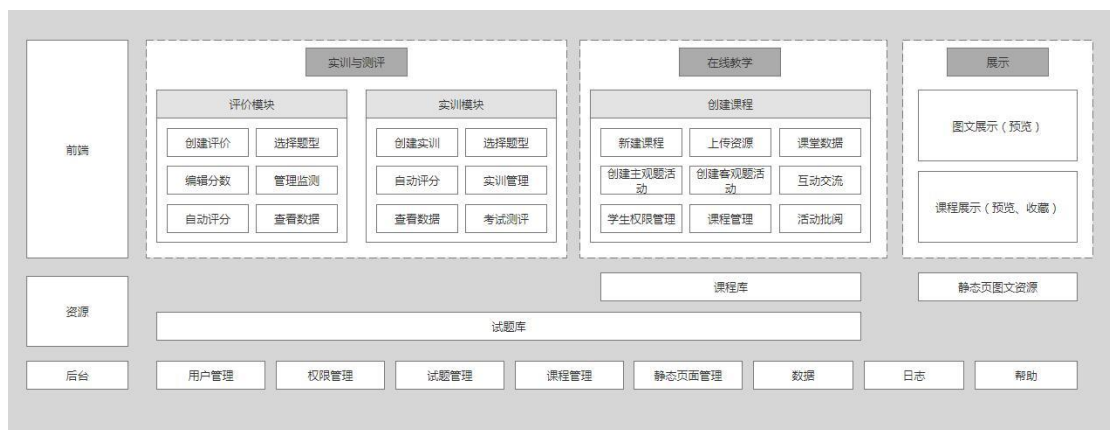 前端
实训与测评
评价模块
创建评价
选择题型
编辑分数
管理监测
自动评分
查看数据
实训模块
创建实训
选择题型
自动评分
实训管理
查看数据
考试测评
在线教学
创建课程
新建课程
上传资源
课堂数据
创建主观题活
动
创建客观题活
动
互动交流
学生权限管理
课程管理
活动批阅
展示
图文展示（预览）
课程展示（预览、收藏）
资源
课程库
静态页图文资源
试题库
后台
用户管理
权限管理
试题管理
课程管理
静态页面管理
数据
日志
帮助